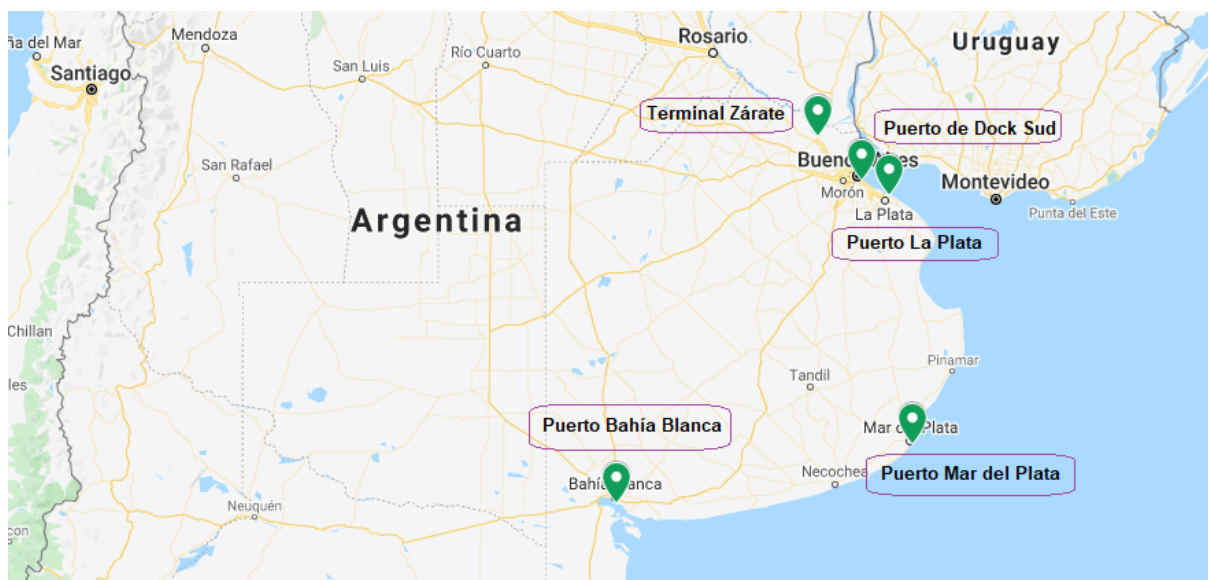 ña del Mar
Mendoza
Río Cuarto
Rosario
Uruguay
Santiago
San Luis
Terminal Zárate
Puerto de Dock Sud
San Rafael
Morón
Montevideo
La Plata
Punta del Este
Argentina
Puerto La Plata
Chillan
Pinamar
Tandil
Puerto Bahía Blanca
Mar del Plata
Necochea
Puerto Mar del Plata
Bahía Blanca
Neuquén